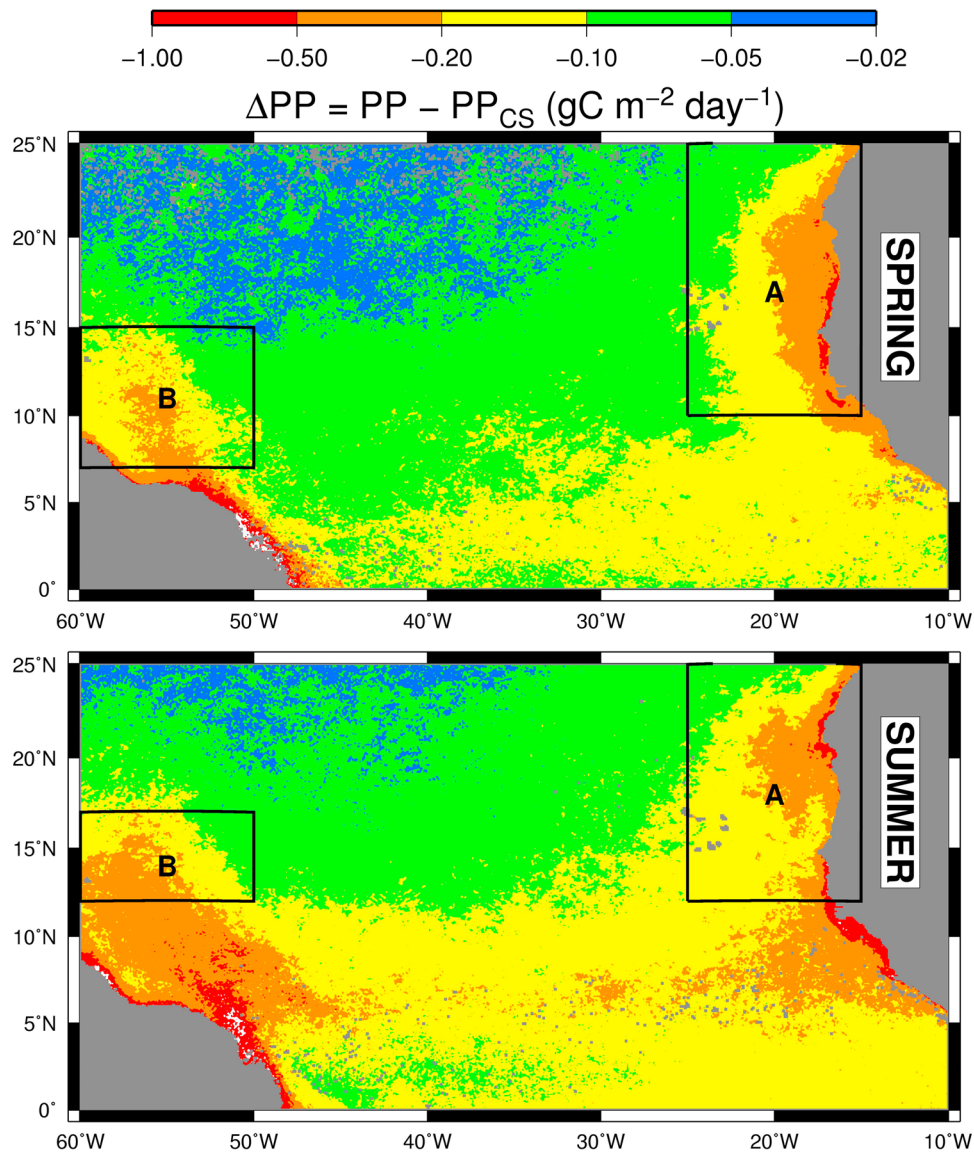 −1.00 −0.50 −0.20 −0.10 −0.05 −0.02
ΔPP = PP − PP_CS (gC m⁻² day⁻¹)
25°N
20°N
15°N
10°N
5°N
0°
60°W 50°W 40°W 30°W 20°W 10°W
A
B
SPRING
25°N
20°N
15°N
10°N
5°N
0°
60°W 50°W 40°W 30°W 20°W 10°W
A
B
SUMMER